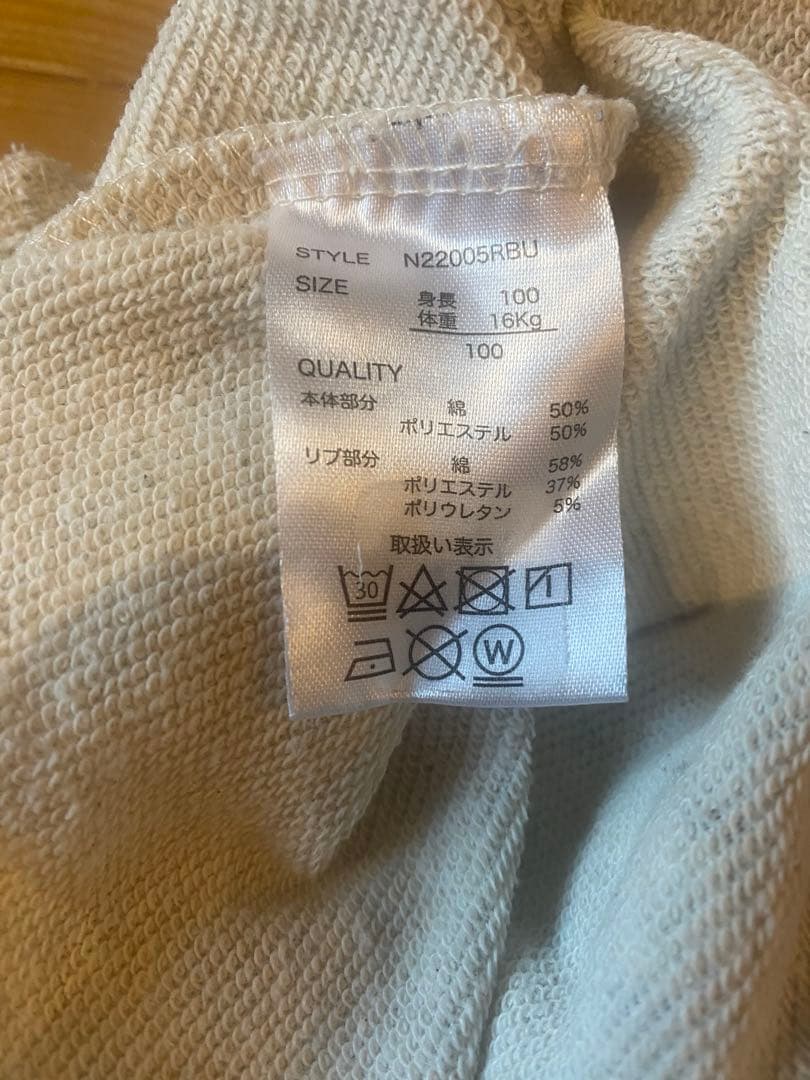 STYLE N22005RBU
SIZE 身長 100
体重 16Kg
100
QUALITY
本体部分 綿 50%
ポリエステル 50%
リブ部分 綿 58%
ポリエステル 37%
ポリウレタン 5%
取扱い表示
30
W